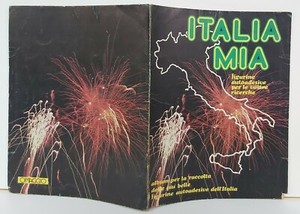 ITALIA
MIA
figurine
autoadesive
per le vostre
ricerche
album per la raccolta
delle più belle
figurine autoadesive dell'Italia